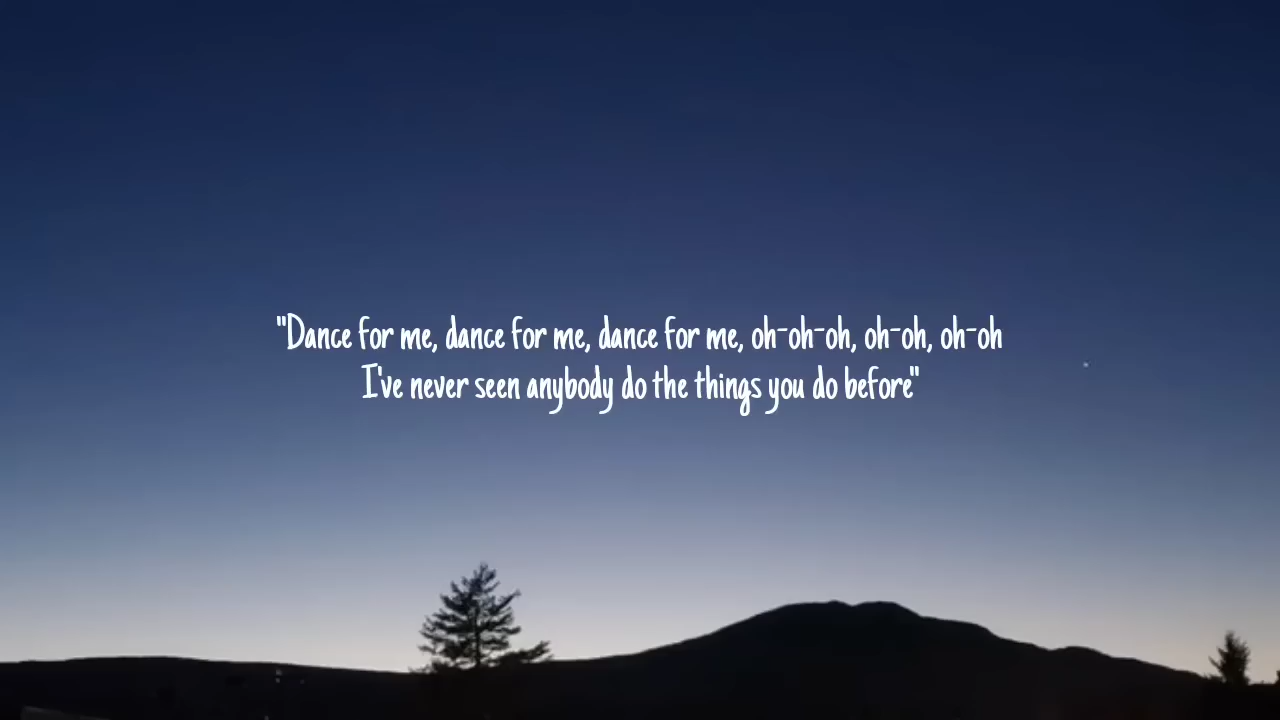 "Dance for me, dance for me, dance for me, oh-oh-oh, oh-oh, oh-oh
I've never seen anybody do the things you do before"